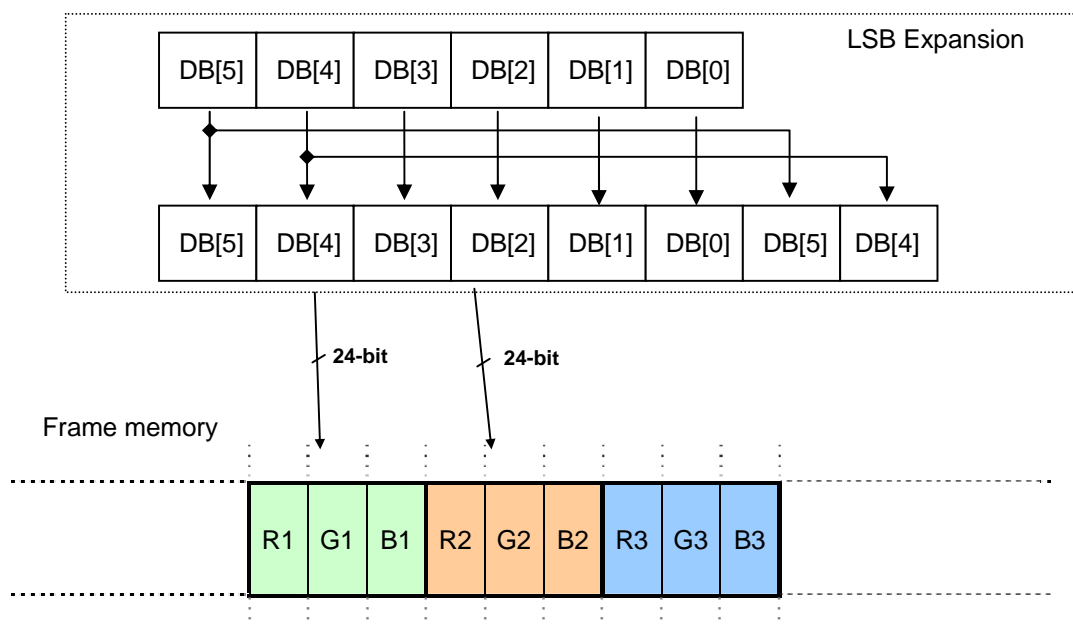 LSB Expansion
DB[5] DB[4] DB[3] DB[2] DB[1] DB[0]
DB[5] DB[4] DB[3] DB[2] DB[1] DB[0] DB[5] DB[4]
24-bit 24-bit
Frame memory
R1 G1 B1 R2 G2 B2 R3 G3 B3